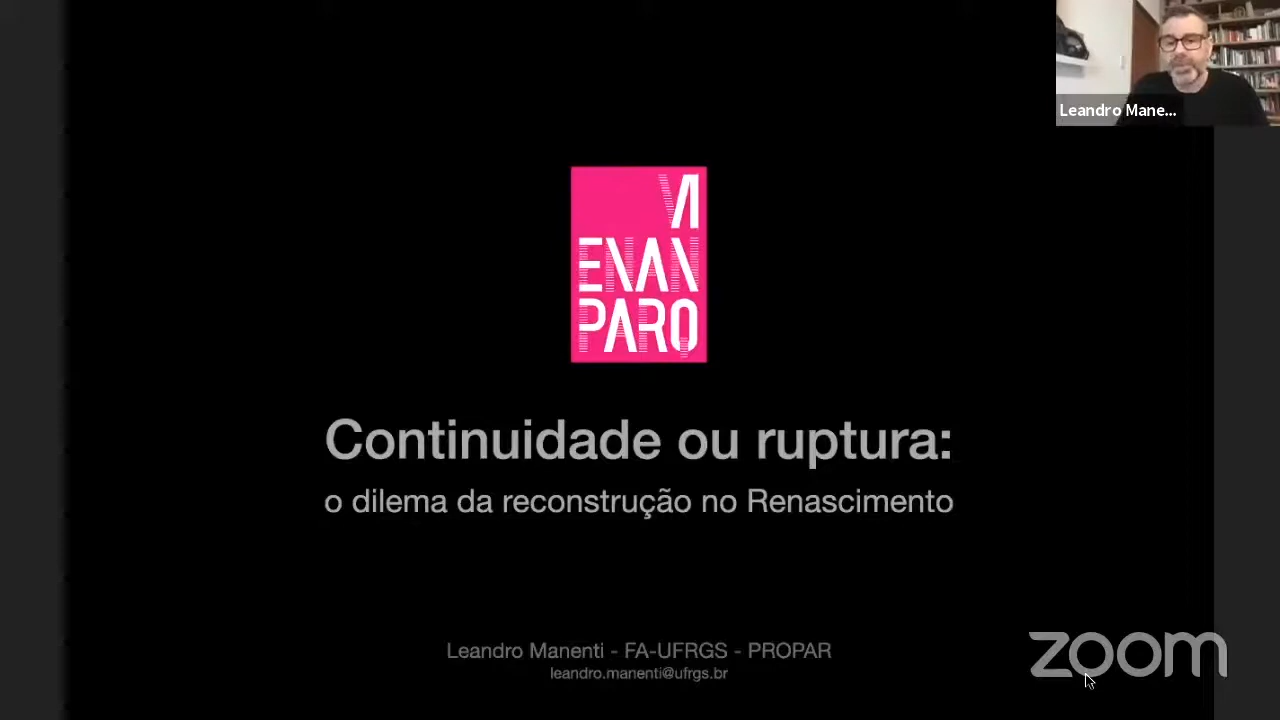 Leandro Mane...
VI
ENAN
PARQ
Continuidade ou ruptura:
o dilema da reconstrução no Renascimento
Leandro Manenti - FA-UFRGS - PROPAR
leandro.manenti@ufrgs.br
zoom